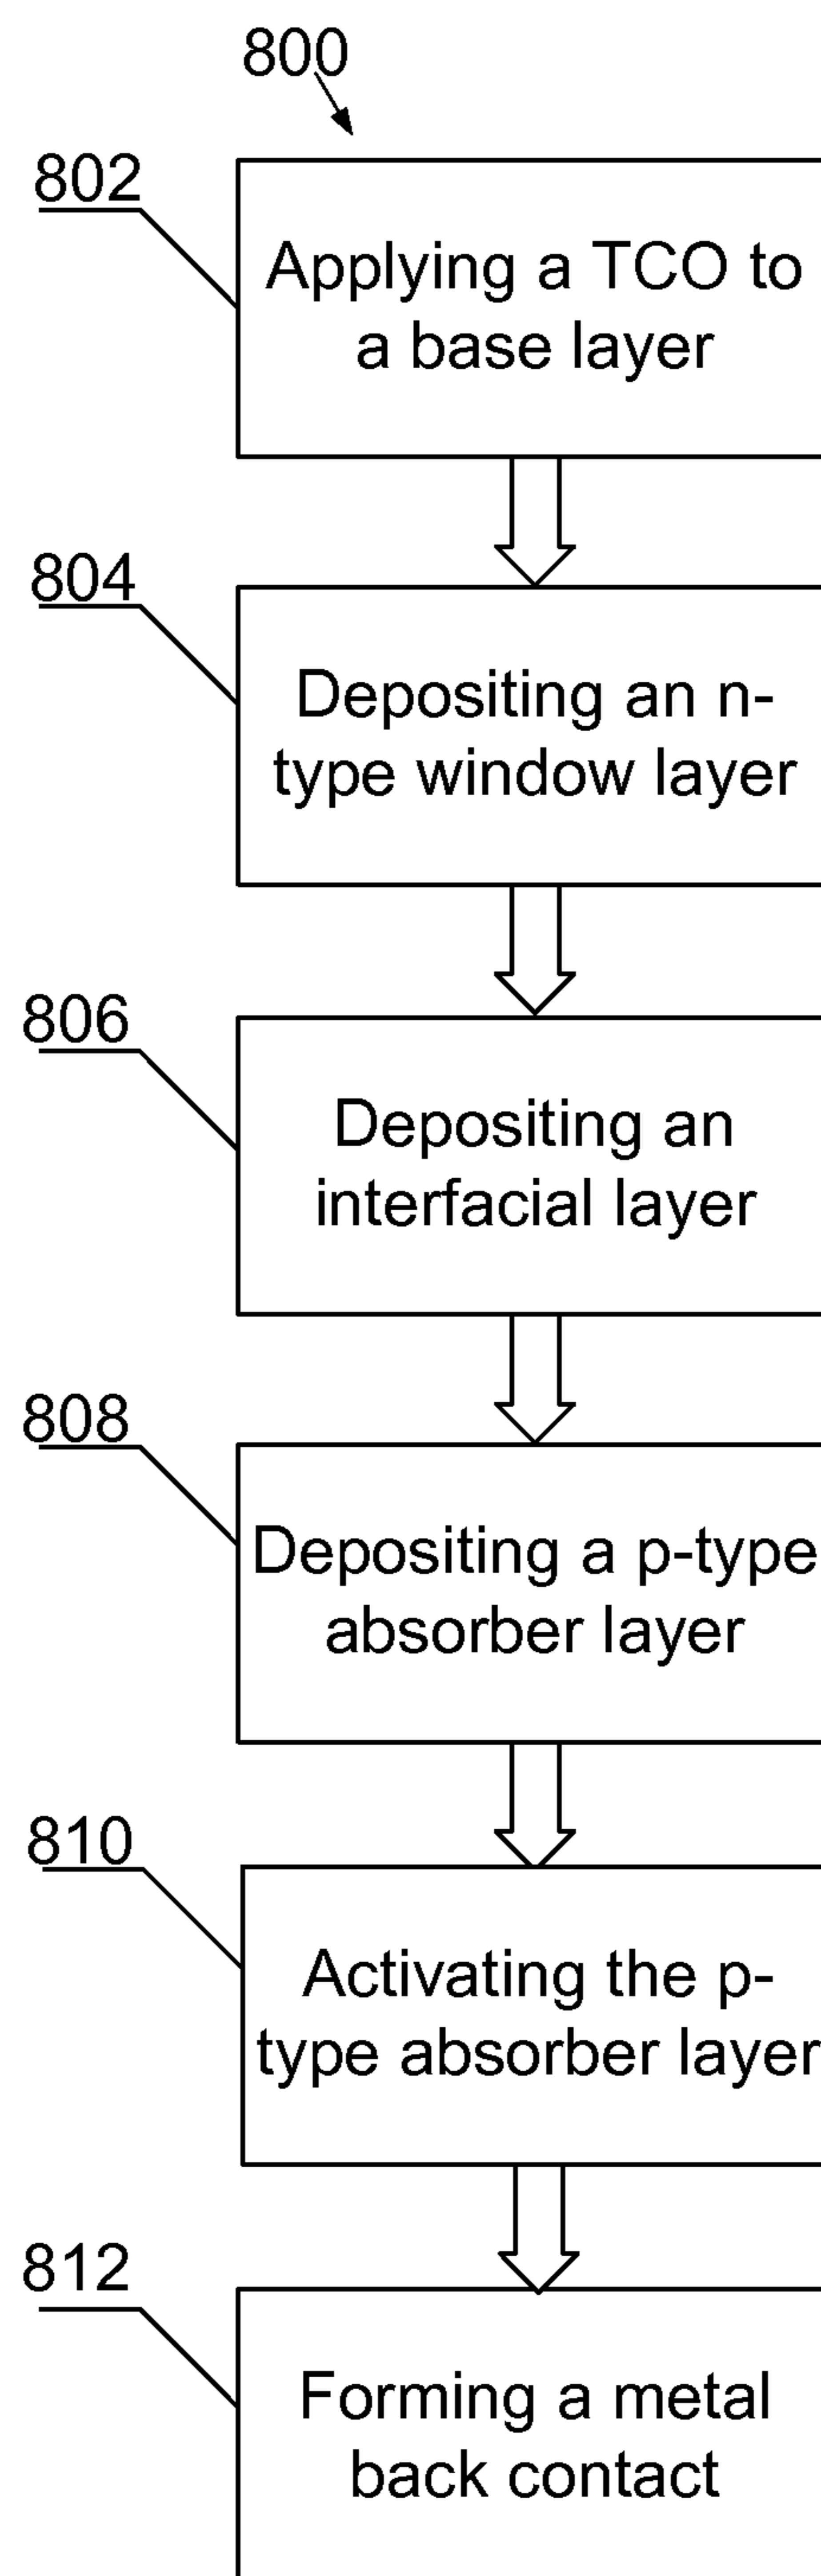 800
802
Applying a TCO to
a base layer
804
Depositing an n-
type window layer
806
Depositing an
interfacial layer
808
Depositing a p-type
absorber layer
810
Activating the p-
type absorber layer
812
Forming a metal
back contact